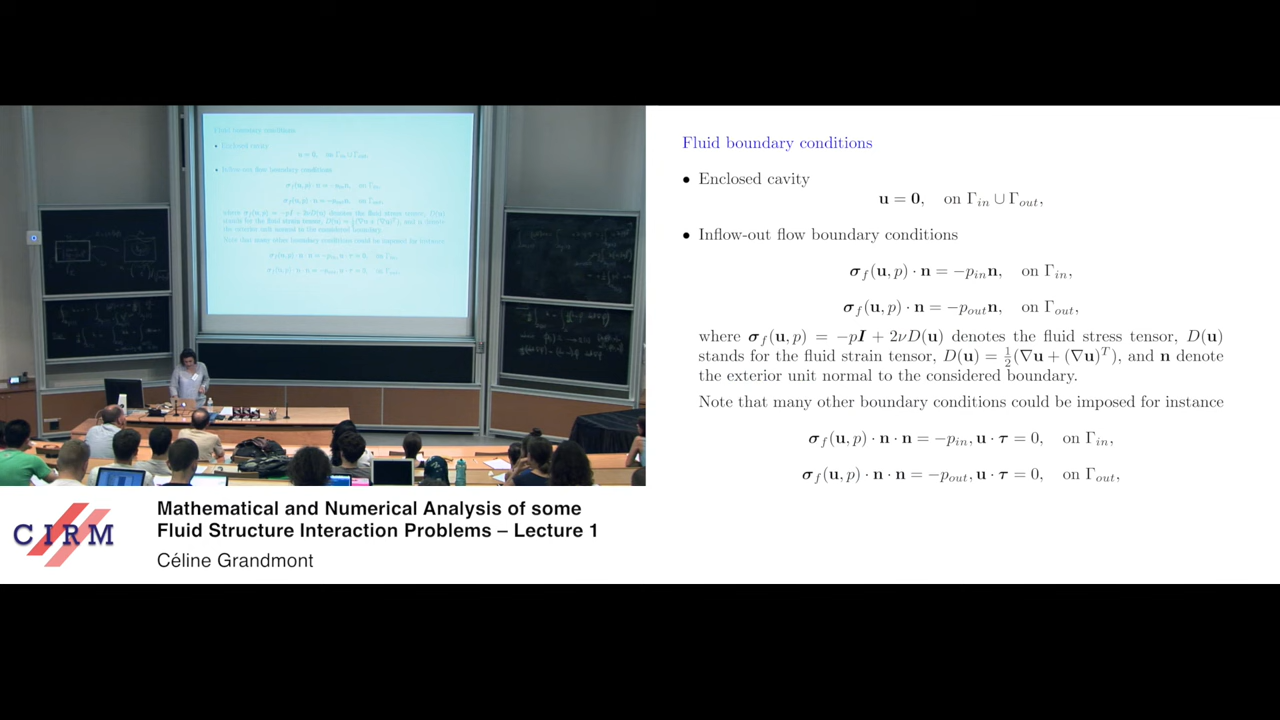 Fluid boundary conditions
• Enclosed cavity
u = 0, on Γ_in ∪ Γ_out,
• Inflow-out flow boundary conditions
σ_f(u, p) · n = −p_in n, on Γ_in,
σ_f(u, p) · n = −p_out n, on Γ_out,
where σ_f(u, p) = −pI + 2νD(u) denotes the fluid stress tensor, D(u)
stands for the fluid strain tensor, D(u) = ½(∇u + (∇u)^T), and n denote
the exterior unit normal to the considered boundary.
Note that many other boundary conditions could be imposed for instance
σ_f(u, p) · n · n = −p_in, u · τ = 0, on Γ_in,
σ_f(u, p) · n · n = −p_out, u · τ = 0, on Γ_out,
CIRM
Mathematical and Numerical Analysis of some
Fluid Structure Interaction Problems – Lecture 1
Céline Grandmont